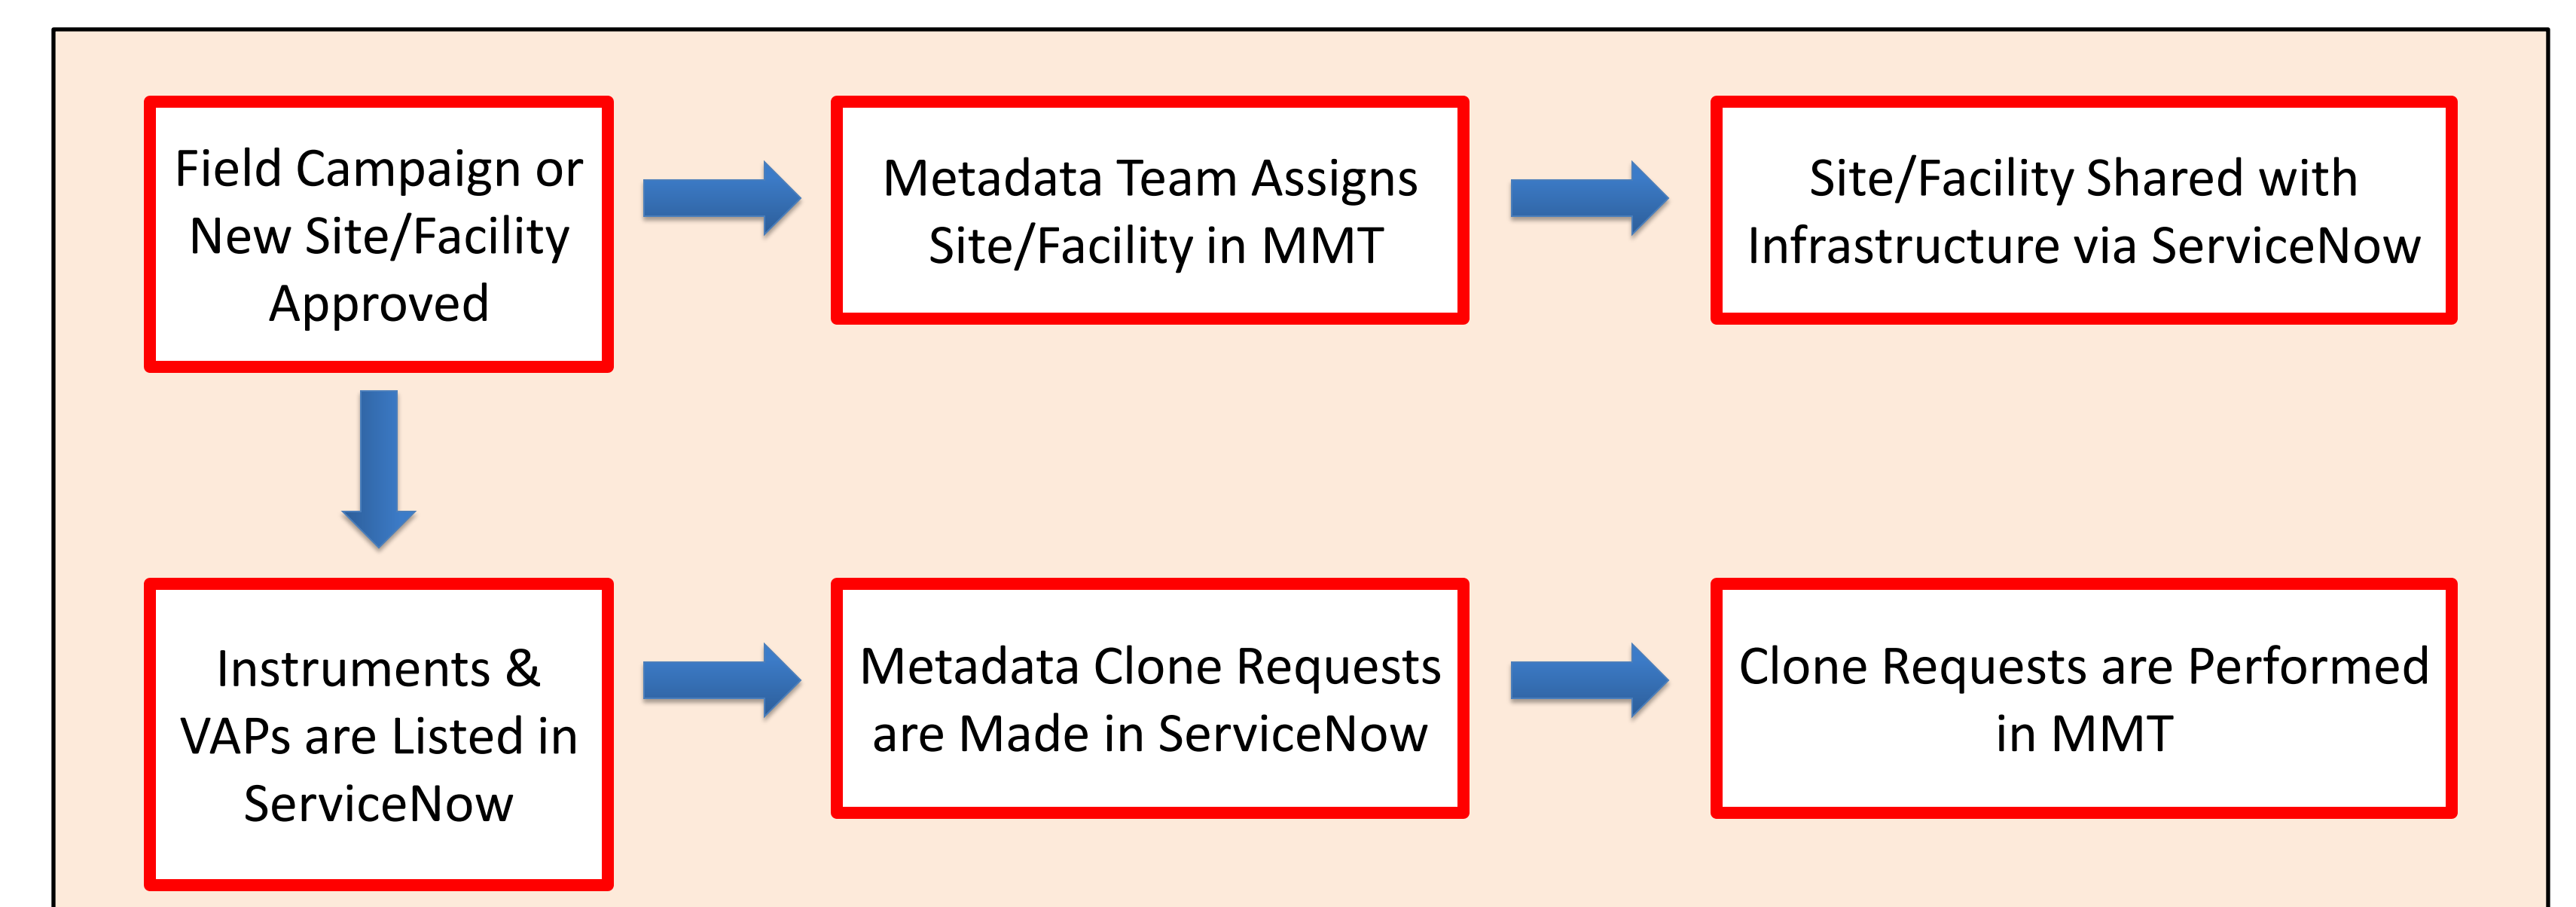 Field Campaign or
New Site/Facility
Approved
Metadata Team Assigns
Site/Facility in MMT
Site/Facility Shared with
Infrastructure via ServiceNow
Instruments &
VAPs are Listed in
ServiceNow
Metadata Clone Requests
are Made in ServiceNow
Clone Requests are Performed
in MMT